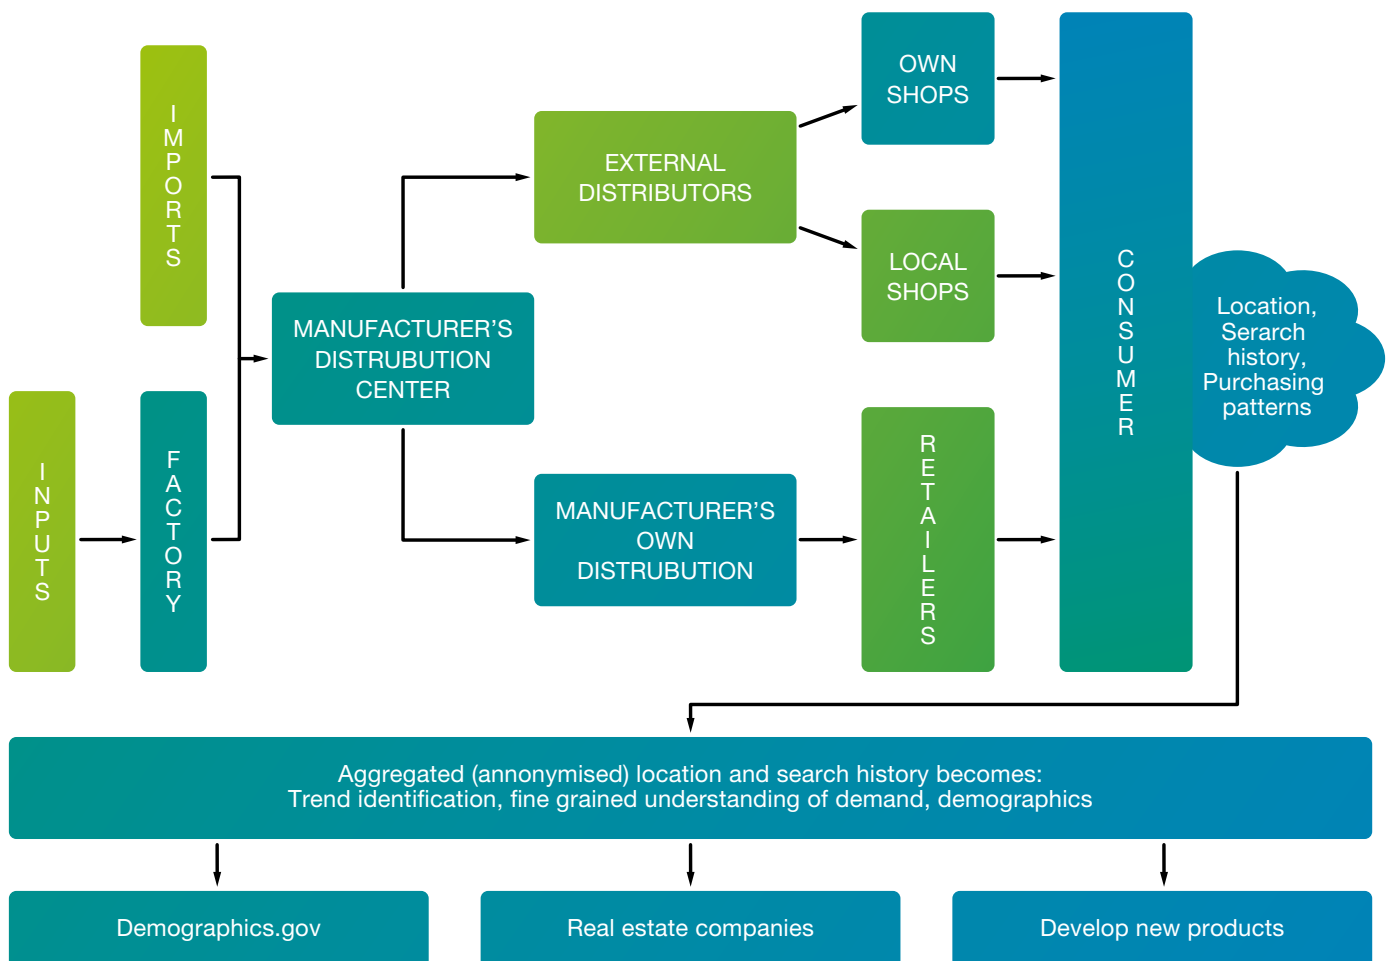 IMPORTS
INPUTS
FACTORY
MANUFACTURER'S
DISTRUBUTION
CENTER
EXTERNAL
DISTRIBUTORS
MANUFACTURER'S
OWN
DISTRUBUTION
OWN
SHOPS
LOCAL
SHOPS
RETAILERS
CONSUMER
Location,
Serarch
history,
Purchasing
patterns
Aggregated (annonymised) location and search history becomes:
Trend identification, fine grained understanding of demand, demographics
Demographics.gov
Real estate companies
Develop new products